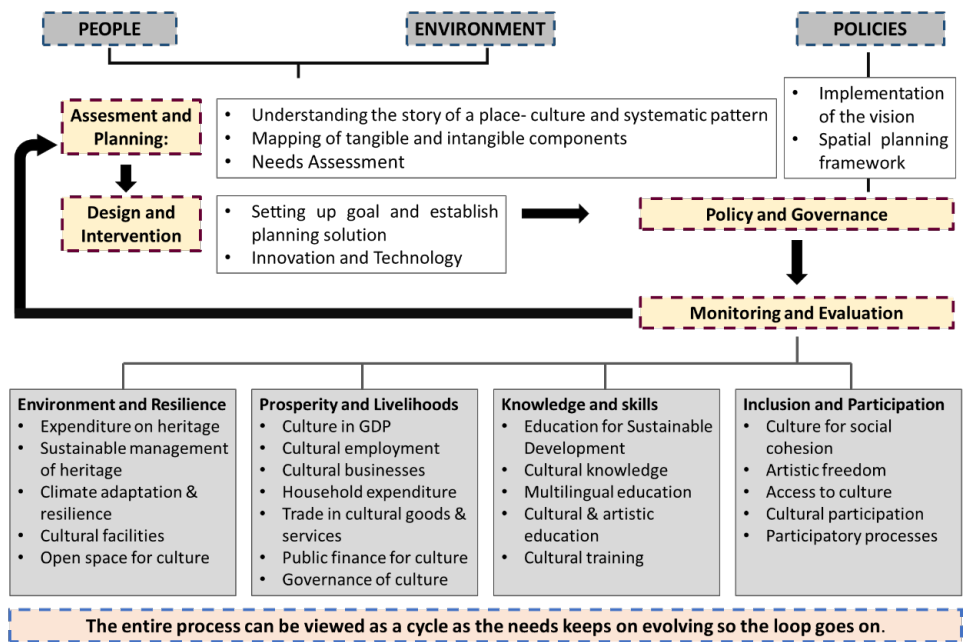 PEOPLE
ENVIRONMENT
POLICIES
Assesment and
Planning:
• Understanding the story of a place- culture and systematic pattern
• Mapping of tangible and intangible components
• Needs Assessment
• Implementation
of the vision
• Spatial planning
framework
Design and
Intervention
• Setting up goal and establish
planning solution
• Innovation and Technology
Policy and Governance
Monitoring and Evaluation
Environment and Resilience
• Expenditure on heritage
• Sustainable management
of heritage
• Climate adaptation &
resilience
• Cultural facilities
• Open space for culture
Prosperity and Livelihoods
• Culture in GDP
• Cultural employment
• Cultural businesses
• Household expenditure
• Trade in cultural goods &
services
• Public finance for culture
• Governance of culture
Knowledge and skills
• Education for Sustainable
Development
• Cultural knowledge
• Multilingual education
• Cultural & artistic
education
• Cultural training
Inclusion and Participation
• Culture for social
cohesion
• Artistic freedom
• Access to culture
• Cultural participation
• Participatory processes
The entire process can be viewed as a cycle as the needs keeps on evolving so the loop goes on.